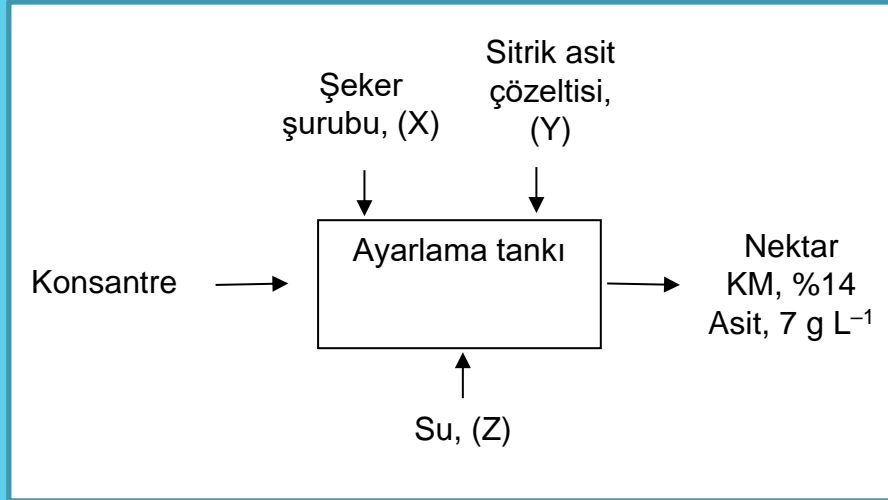 Şeker
şurubu, (X)
Sitrik asit
çözeltisi,
(Y)
Konsantre
Ayarlama tankı
Nektar
KM, %14
Asit, 7 g L⁻¹
Su, (Z)